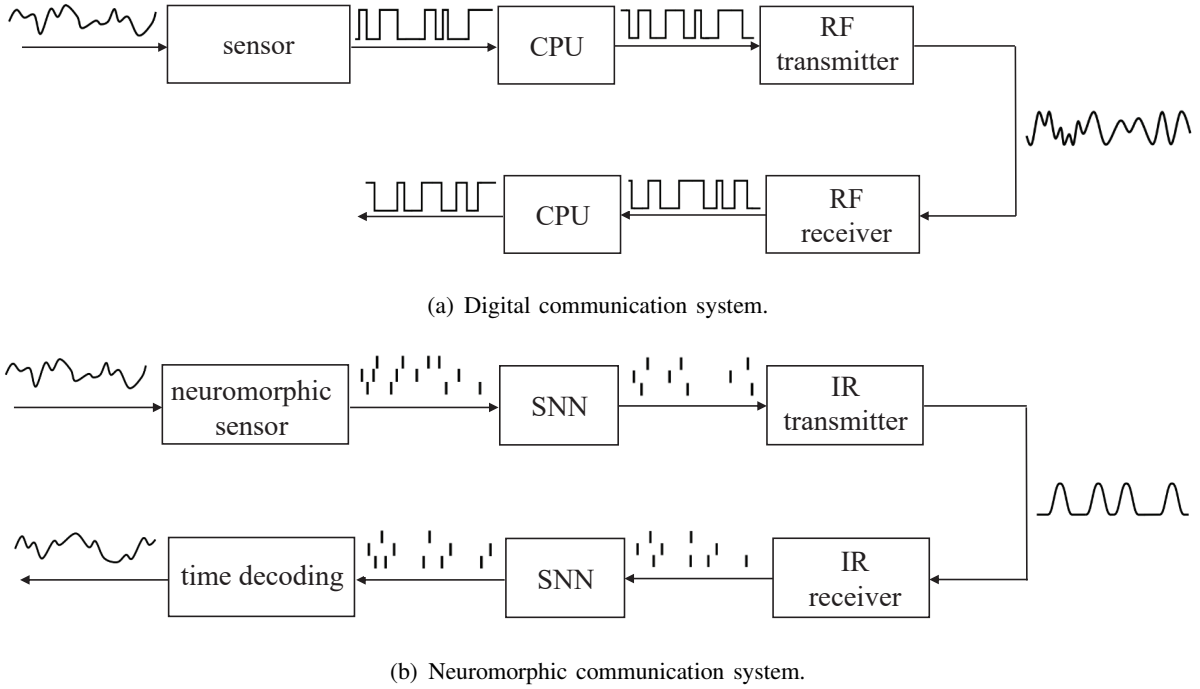 sensor
CPU
RF
transmitter
CPU
RF
receiver
(a) Digital communication system.
neuromorphic
sensor
SNN
IR
transmitter
time decoding
SNN
IR
receiver
(b) Neuromorphic communication system.